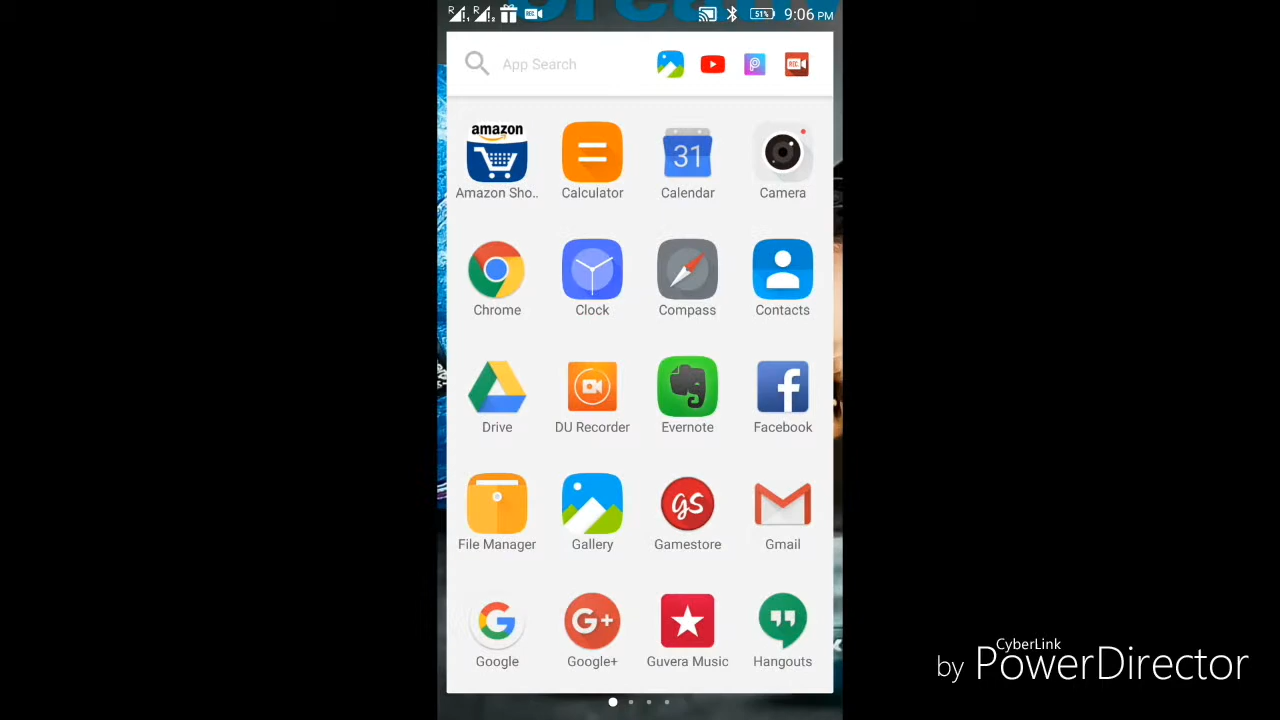 51% 9:06 PM
App Search
amazon
Amazon Sho..
Calculator
31
Calendar
Camera
Chrome
Clock
Compass
Contacts
Drive
DU Recorder
Evernote
Facebook
File Manager
Gallery
gs
Gamestore
Gmail
Google
G+
Google+
Guvera Music
Hangouts
CyberLink
by PowerDirector